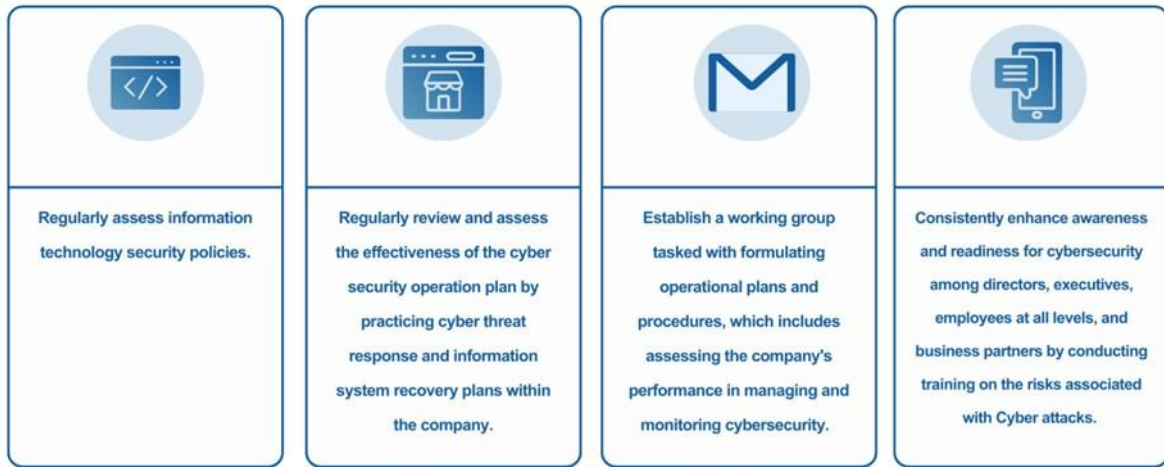 Regularly assess information
technology security policies.
Regularly review and assess
the effectiveness of the cyber
security operation plan by
practicing cyber threat
response and information
system recovery plans within
the company.
Establish a working group
tasked with formulating
operational plans and
procedures, which includes
assessing the company's
performance in managing and
monitoring cybersecurity.
Consistently enhance awareness
and readiness for cybersecurity
among directors, executives,
employees at all levels, and
business partners by conducting
training on the risks associated
with Cyber attacks.